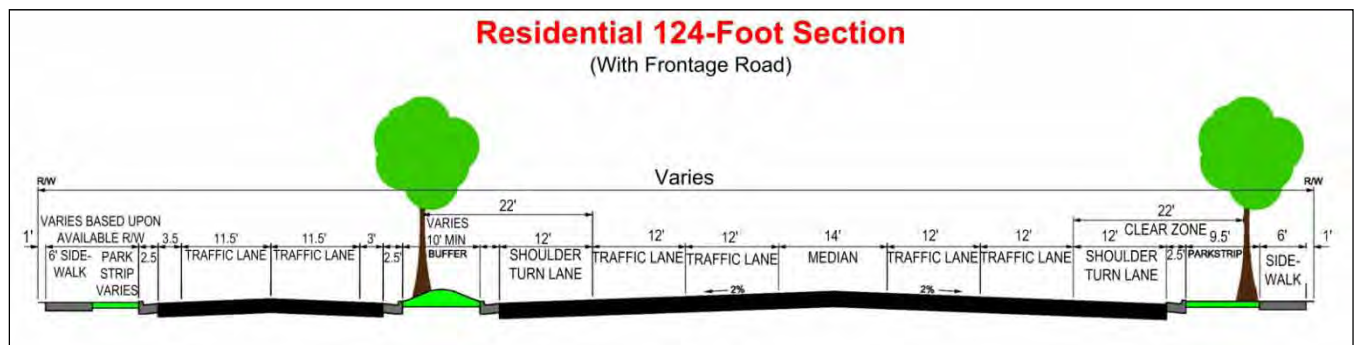 Residential 124-Foot Section
(With Frontage Road)
R/W
Varies
R/W
VARIES BASED UPON
AVAILABLE R/W
VARIES
10' MIN
BUFFER
22'
22'
CLEAR ZONE
1'
6' SIDE-
WALK
PARK
STRIP
VARIES
2.5
3.5
11.5'
TRAFFIC LANE
11.5'
TRAFFIC LANE
3'
2.5'
12'
SHOULDER
TURN LANE
12'
TRAFFIC LANE
12'
TRAFFIC LANE
14'
MEDIAN
12'
TRAFFIC LANE
12'
TRAFFIC LANE
12'
SHOULDER
TURN LANE
2.5'
9.5'
PARKSTRIP
6'
SIDE-
WALK
1'
2%
2%